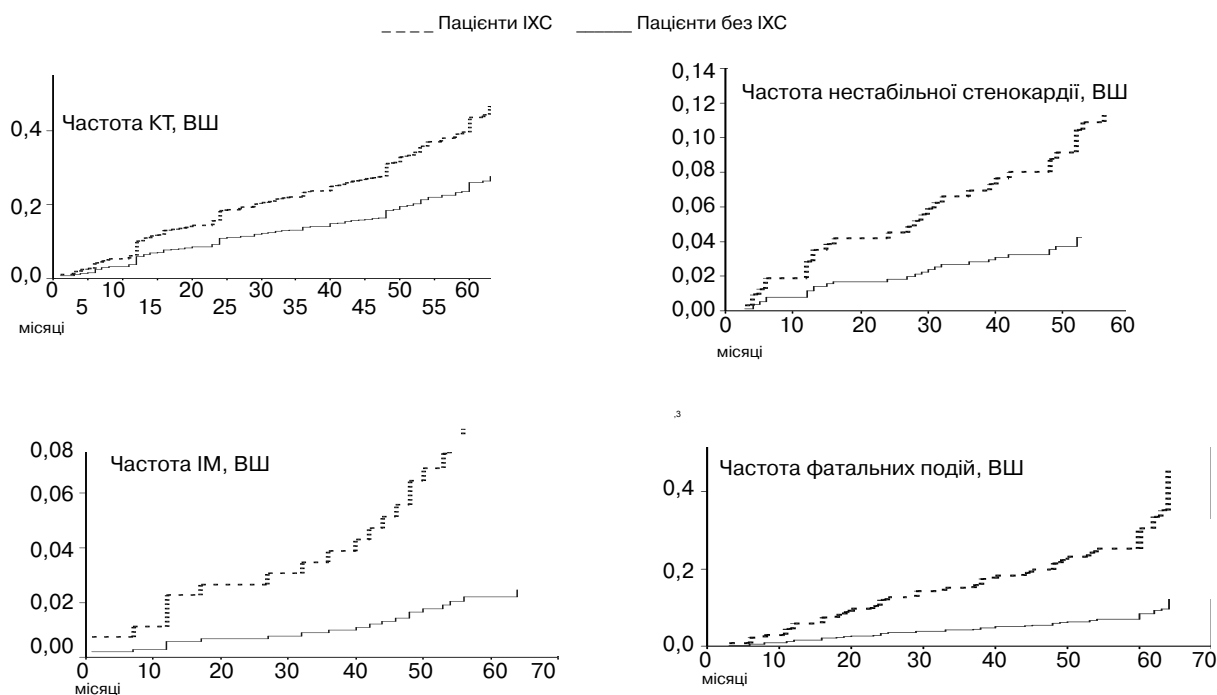 Пацієнти ІХС Пацієнти без ІХС
Частота КТ, ВШ
0,4
0,2
0,0
0 10 20 30 40 50 60
5 15 25 35 45 55
місяці
0,14
Частота нестабільної стенокардії, ВШ
0,12
0,10
0,08
0,06
0,04
0,02
0,00
0 10 20 30 40 50 60
місяці
0,08
Частота ІМ, ВШ
0,06
0,04
0,02
0,00
0 10 20 30 40 50 60 70
місяці
,3
Частота фатальних подій, ВШ
0,4
0,2
0,0
0 10 20 30 40 50 60 70
місяці